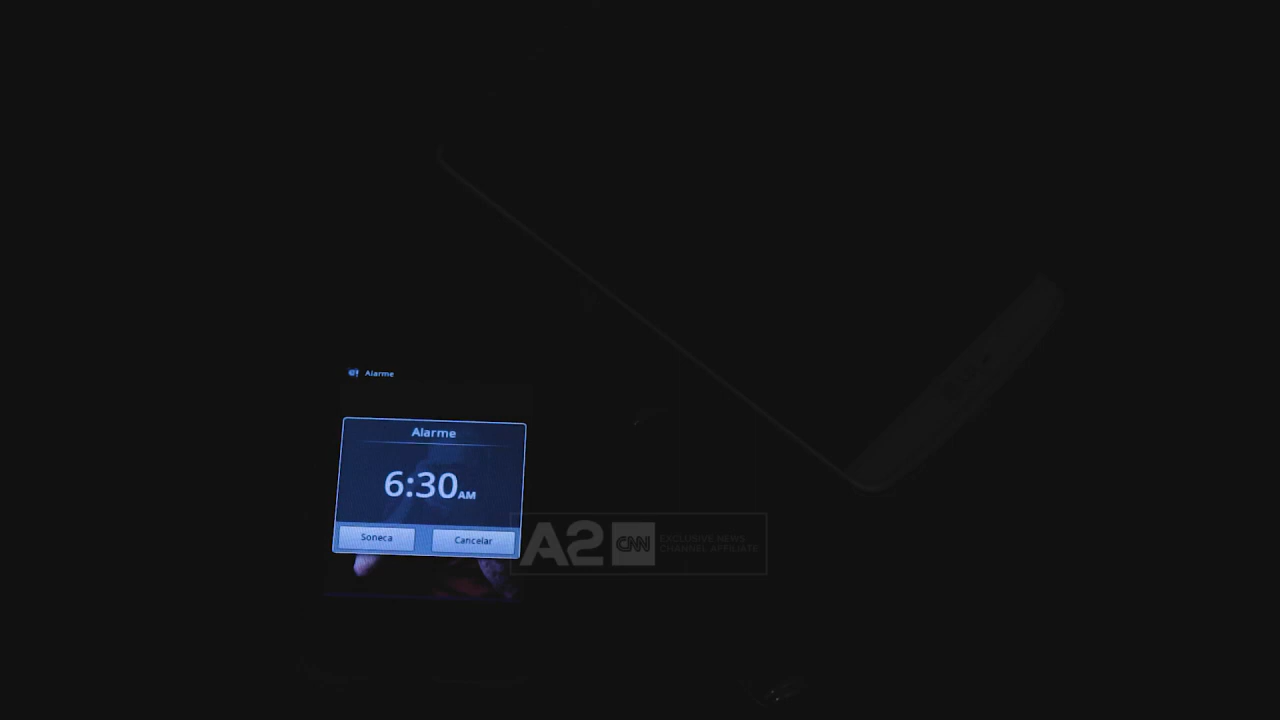 Alarme
Alarme
6:30AM
Soneca
Cancelar
A2 CNN
EXCLUSIVE NEWS
CHANNEL AFFILIATE